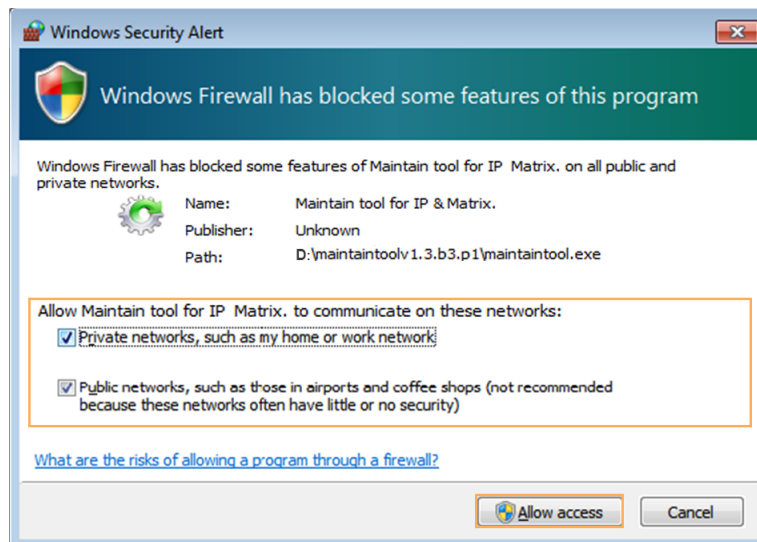 Windows Security Alert
Windows Firewall has blocked some features of this program
Windows Firewall has blocked some features of Maintain tool for IP Matrix. on all public and
private networks.
Name: Maintain tool for IP & Matrix.
Publisher: Unknown
Path: D:\maintaintoolv1.3.b3.p1\maintaintool.exe
Allow Maintain tool for IP Matrix. to communicate on these networks:
Private networks, such as my home or work network
Public networks, such as those in airports and coffee shops (not recommended
because these networks often have little or no security)
What are the risks of allowing a program through a firewall?
Allow access Cancel